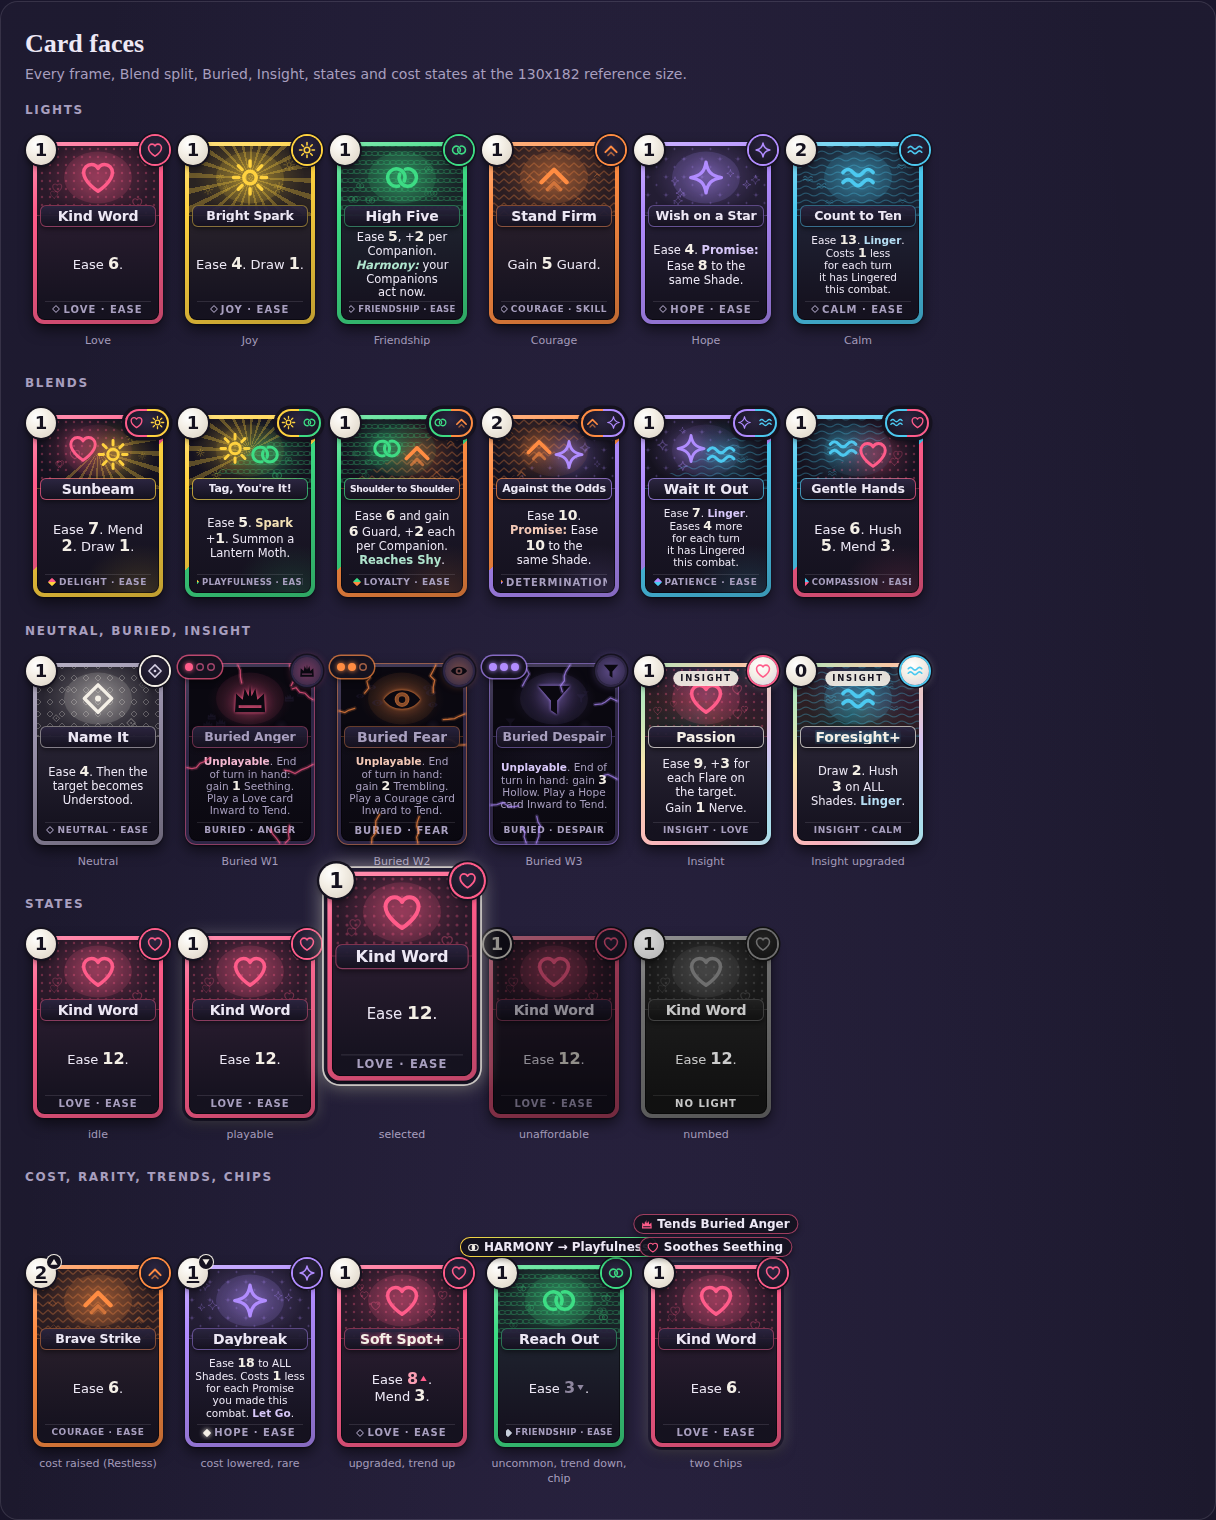 Card faces
Every frame, Blend split, Buried, Insight, states and cost states at the 130x182 reference size.
LIGHTS
1
Kind Word
Ease 6.
LOVE · EASE
Love
1
Bright Spark
Ease 4. Draw 1.
JOY · EASE
Joy
1
High Five
Ease 5, +2 per
Companion.
Harmony: your
Companions
act now.
FRIENDSHIP · EASE
Friendship
1
Stand Firm
Gain 5 Guard.
COURAGE · SKILL
Courage
1
Wish on a Star
Ease 4. Promise:
Ease 8 to the
same Shade.
HOPE · EASE
Hope
2
Count to Ten
Ease 13. Linger.
Costs 1 less
for each turn
it has Lingered
this combat.
CALM · EASE
Calm
BLENDS
1
Sunbeam
Ease 7. Mend
2. Draw 1.
DELIGHT · EASE
1
Tag, You're It!
Ease 5. Spark
+1. Summon a
Lantern Moth.
PLAYFULNESS · EAS
1
Shoulder to Shoulder
Ease 6 and gain
6 Guard, +2 each
per Companion.
Reaches Shy.
LOYALTY · EASE
2
Against the Odds
Ease 10.
Promise: Ease
10 to the
same Shade.
DETERMINATION
1
Wait It Out
Ease 7. Linger.
Eases 4 more
for each turn
it has Lingered
this combat.
PATIENCE · EASE
1
Gentle Hands
Ease 6. Hush
5. Mend 3.
COMPASSION · EASI
NEUTRAL, BURIED, INSIGHT
1
Name It
Ease 4. Then the
target becomes
Understood.
NEUTRAL · EASE
Neutral
Buried Anger
Unplayable. End
of turn in hand:
gain 1 Seething.
Play a Love card
Inward to Tend.
BURIED · ANGER
Buried W1
Buried Fear
Unplayable. End
of turn in hand:
gain 2 Trembling.
Play a Courage card
Inward to Tend.
BURIED · FEAR
Buried W2
Buried Despair
Unplayable. End of
turn in hand: gain 3
Hollow. Play a Hope
card Inward to Tend.
BURIED · DESPAIR
Buried W3
1
INSIGHT
Passion
Ease 9, +3 for
each Flare on
the target.
Gain 1 Nerve.
INSIGHT · LOVE
Insight
0
INSIGHT
Foresight+
Draw 2. Hush
3 on ALL
Shades. Linger.
INSIGHT · CALM
Insight upgraded
STATES
1
Kind Word
Ease 12.
LOVE · EASE
idle
1
Kind Word
Ease 12.
LOVE · EASE
playable
1
Kind Word
Ease 12.
LOVE · EASE
selected
1
Kind Word
Ease 12.
LOVE · EASE
unaffordable
1
Kind Word
Ease 12.
NO LIGHT
numbed
COST, RARITY, TRENDS, CHIPS
2
Brave Strike
Ease 6.
COURAGE · EASE
cost raised (Restless)
1
Daybreak
Ease 18 to ALL
Shades. Costs 1 less
for each Promise
you made this
combat. Let Go.
HOPE · EASE
cost lowered, rare
1
Soft Spot+
Ease 8.
Mend 3.
LOVE · EASE
upgraded, trend up
HARMONY → Playfulnes
1
Reach Out
Ease 3.
FRIENDSHIP · EASE
uncommon, trend down,
chip
Tends Buried Anger
Soothes Seething
1
Kind Word
Ease 6.
LOVE · EASE
two chips